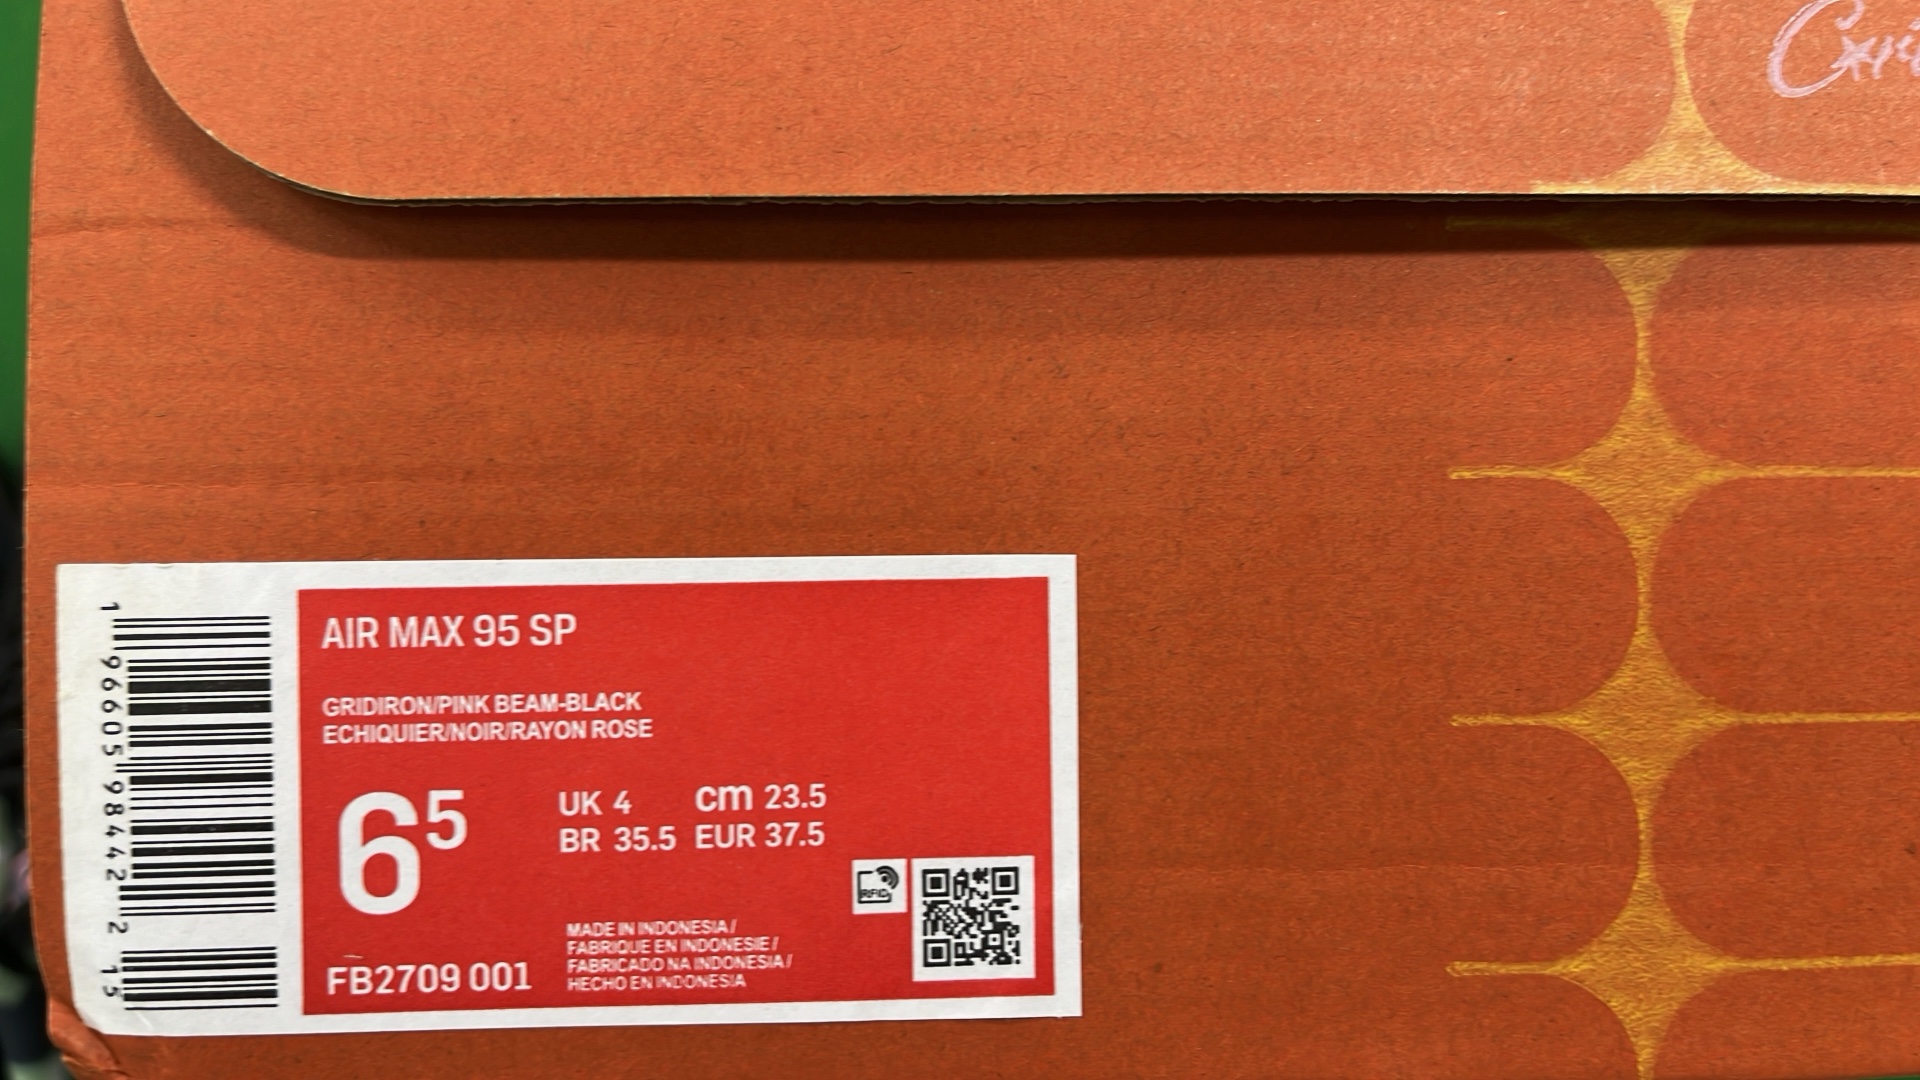 AIR MAX 95 SP
GRIDIRON/PINK BEAM-BLACK
ECHIQUIER/NOIR/RAYON ROSE
6 5
UK 4 cm 23.5
BR 35.5 EUR 37.5
RFID
MADE IN INDONESIA /
FABRIQUE EN INDONESIE /
FABRICADO NA INDONESIA /
HECHO EN INDONESIA
FB2709 001
1 96605 98442 2 15